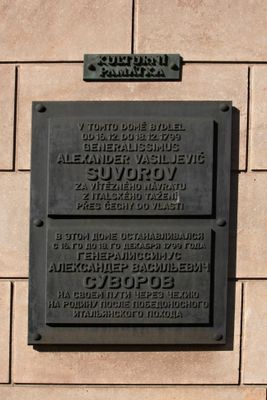 KULTURNÍ
PAMÁTKA
V TOMTO DOMĚ BYDLEL
OD 16.12. DO 18.12. 1799
GENERALISSIMUS
ALEXANDER VASILJEVIČ
SUVOROV
ZA VÍTĚZNÉHO NÁVRATU
Z ITALSKÉHO TAŽENÍ
PŘES ČECHY DO VLASTI
В ЭТОМ ДОМЕ ОСТАНАВЛИВАЛСЯ
С 16.ГО ДО 18.ГО ДЕКАБРЯ 1799 ГОДА
ГЕНЕРАЛИССИМУС
АЛЕКСАНДЕР ВАСИЛЬЕВИЧ
СУВОРОВ
НА СВОЕМ ПУТИ ЧЕРЕЗ ЧЕХИЮ
НА РОДИНУ ПОСЛЕ ПОБЕДОНОСНОГО
ИТАЛЬЯНСКОГО ПОХОДА